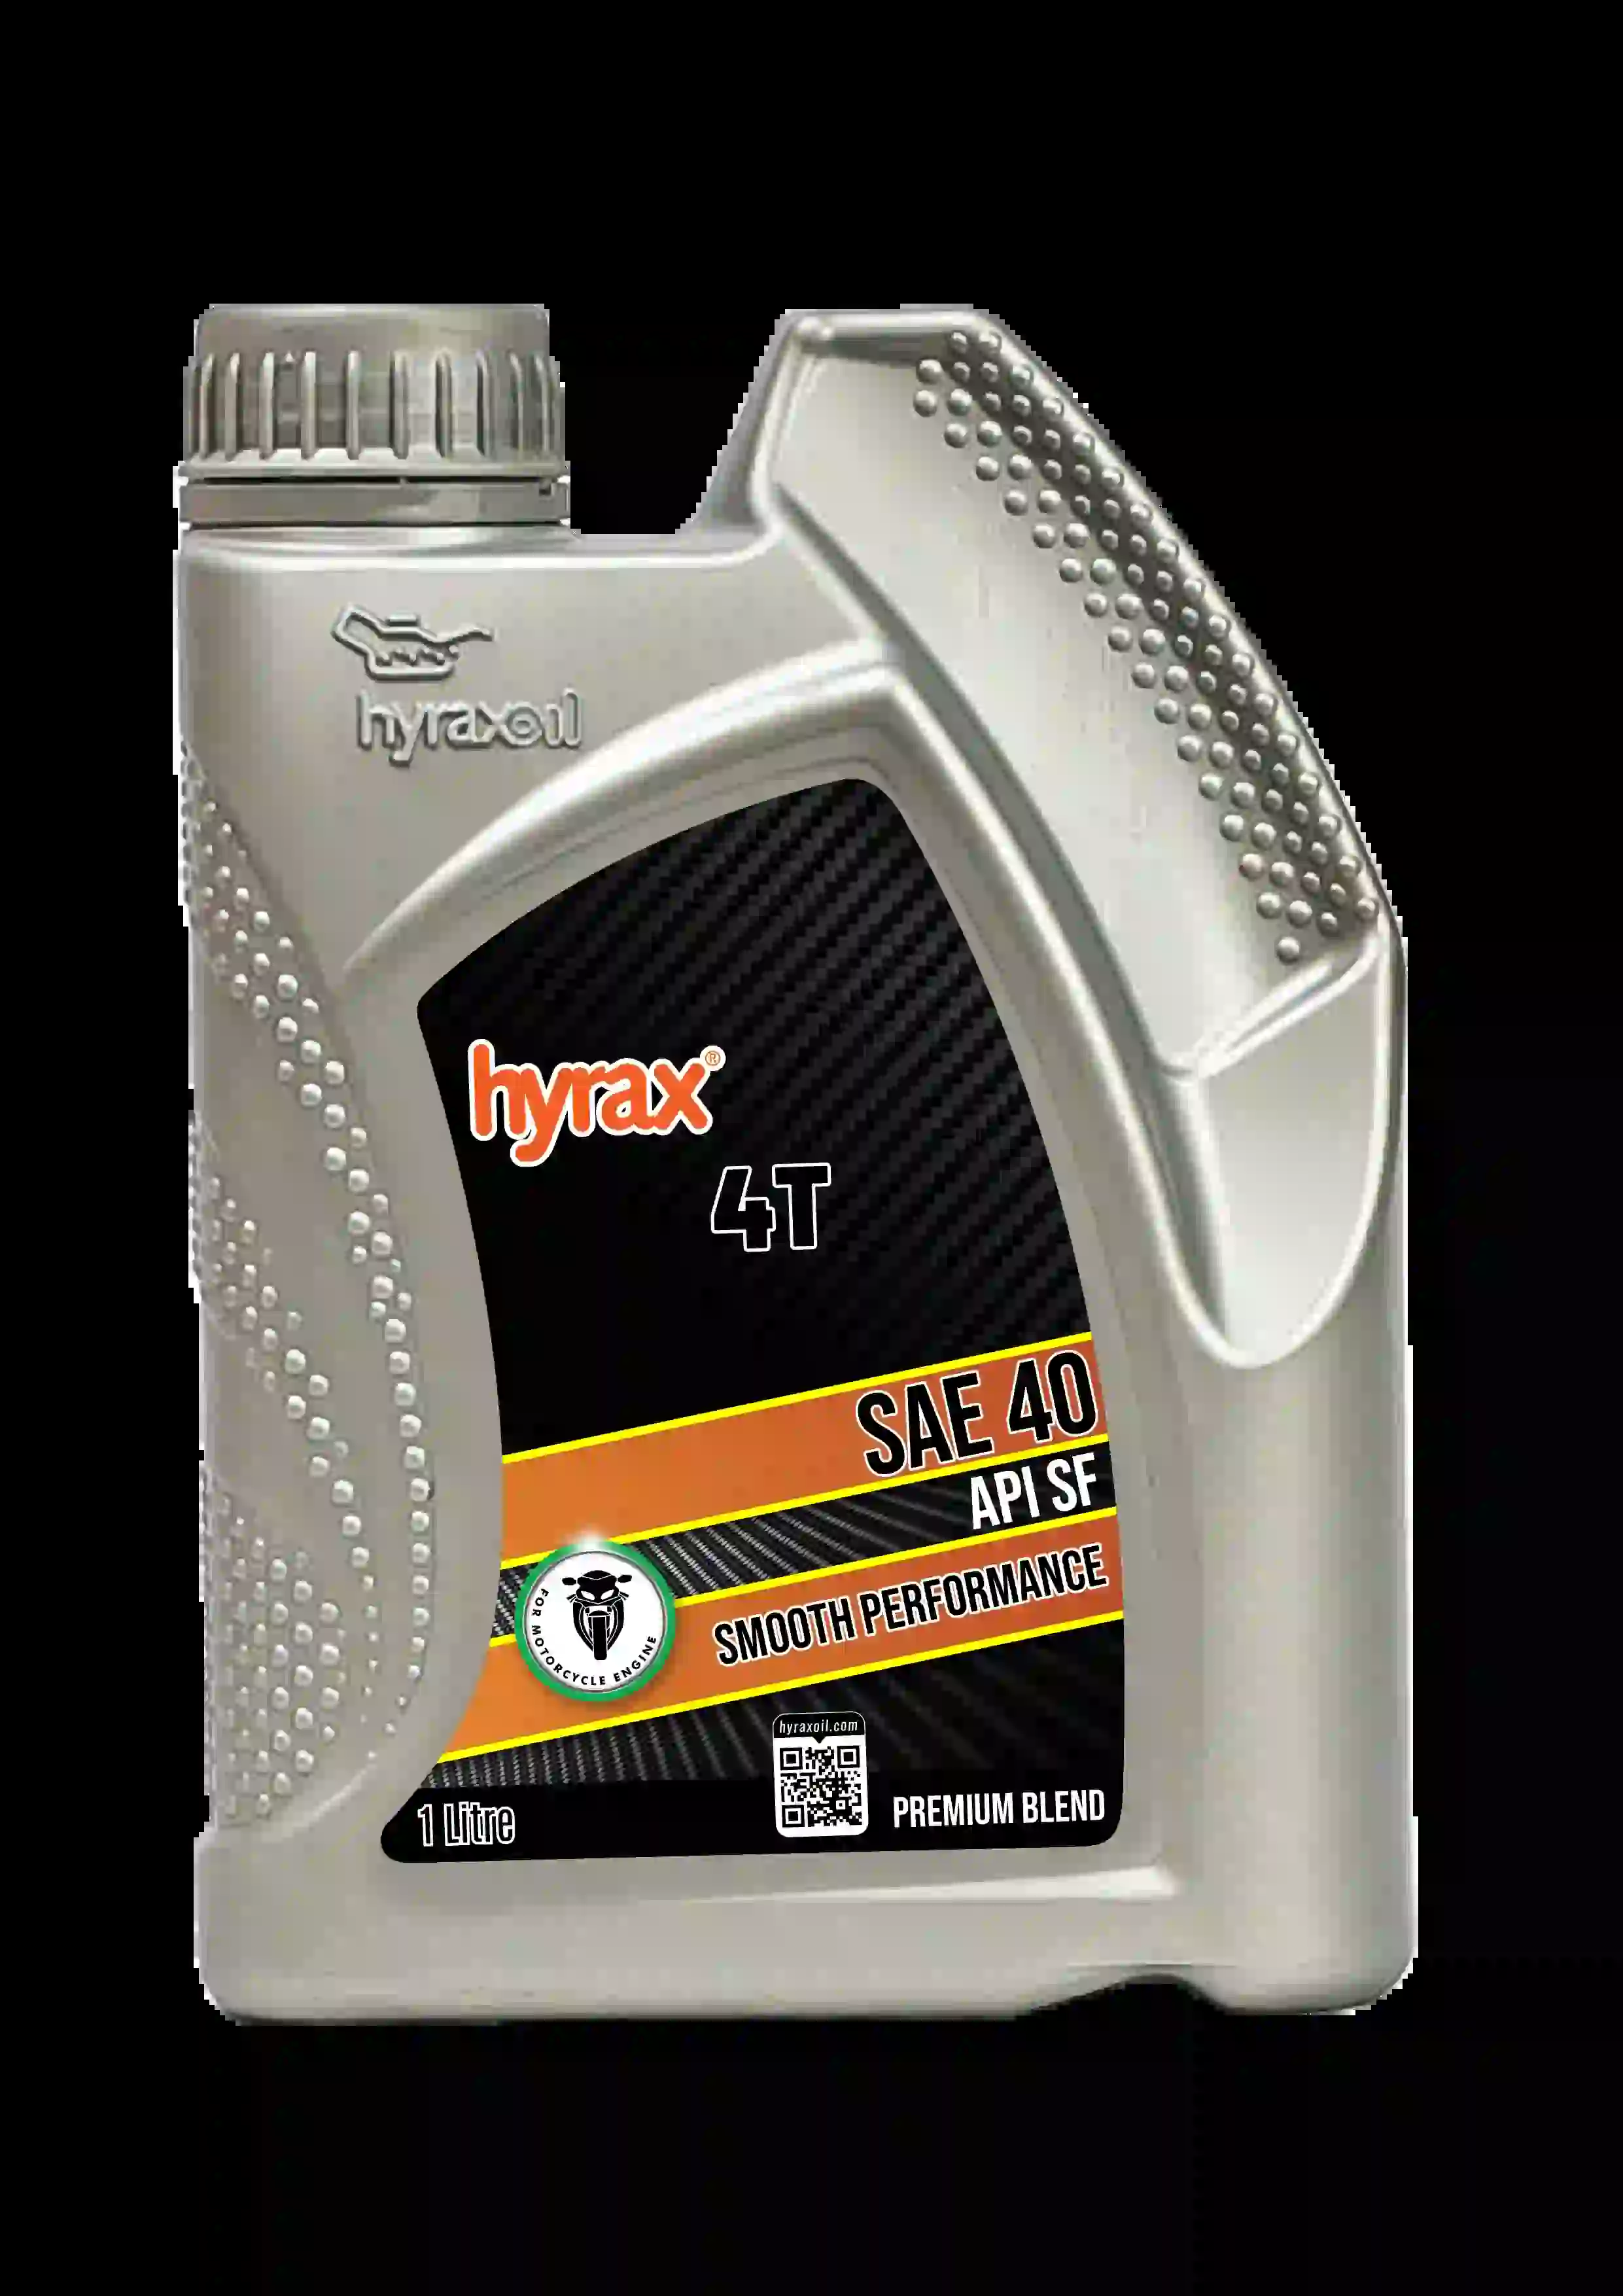 hyraxoil
hyrax®
4T
SAE 40
API SF
SMOOTH PERFORMANCE
FOR MOTORCYCLE ENGINE
hyraxoil.com
1 Litre
PREMIUM BLEND